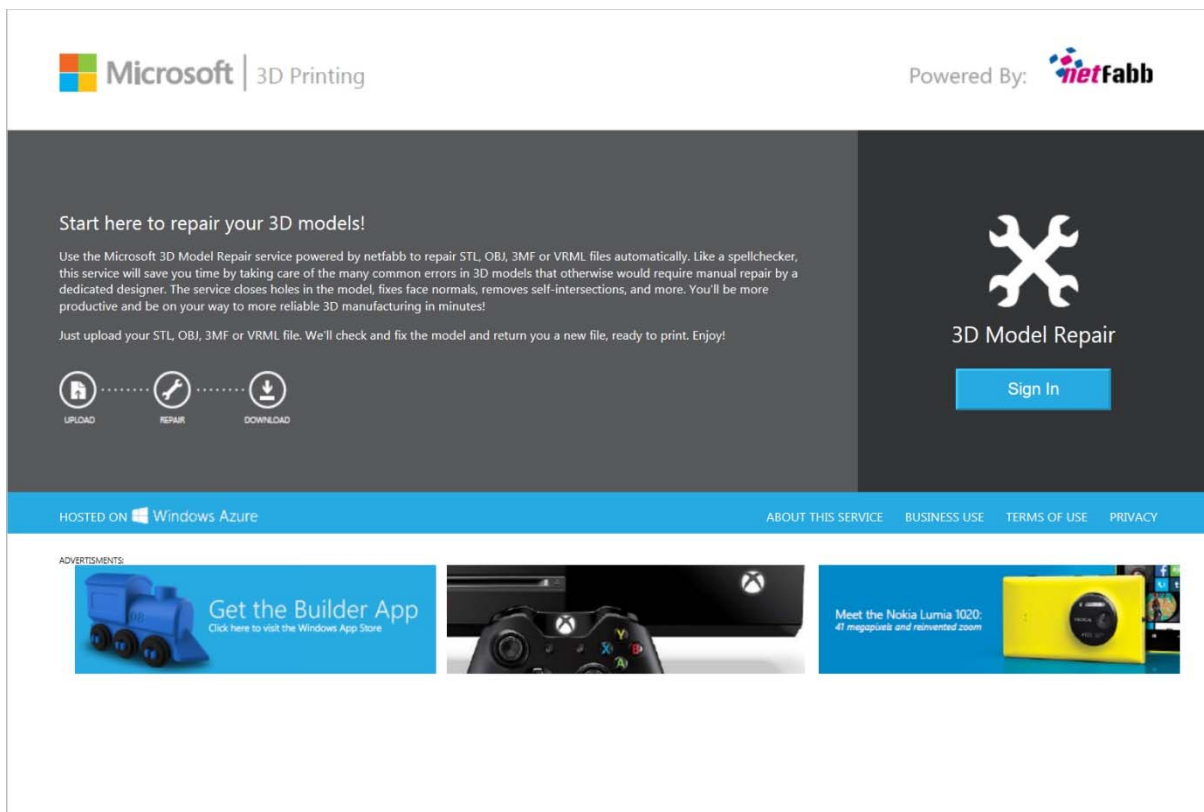 Microsoft | 3D Printing
Powered By: netfabb
Start here to repair your 3D models!
Use the Microsoft 3D Model Repair service powered by netfabb to repair STL, OBJ, 3MF or VRML files automatically. Like a spellchecker,
this service will save you time by taking care of the many common errors in 3D models that otherwise would require manual repair by a
dedicated designer. The service closes holes in the model, fixes face normals, removes self-intersections, and more. You'll be more
productive and be on your way to more reliable 3D manufacturing in minutes!
Just upload your STL, OBJ, 3MF or VRML file. We'll check and fix the model and return you a new file, ready to print. Enjoy!
UPLOAD
REPAIR
DOWNLOAD
3D Model Repair
Sign In
HOSTED ON Windows Azure
ABOUT THIS SERVICE
BUSINESS USE
TERMS OF USE
PRIVACY
ADVERTISMENTS:
Get the Builder App
Click here to visit the Windows App Store
Y
X
B
A
Meet the Nokia Lumia 1020:
41 megapixels and reinvented zoom
NOKIA